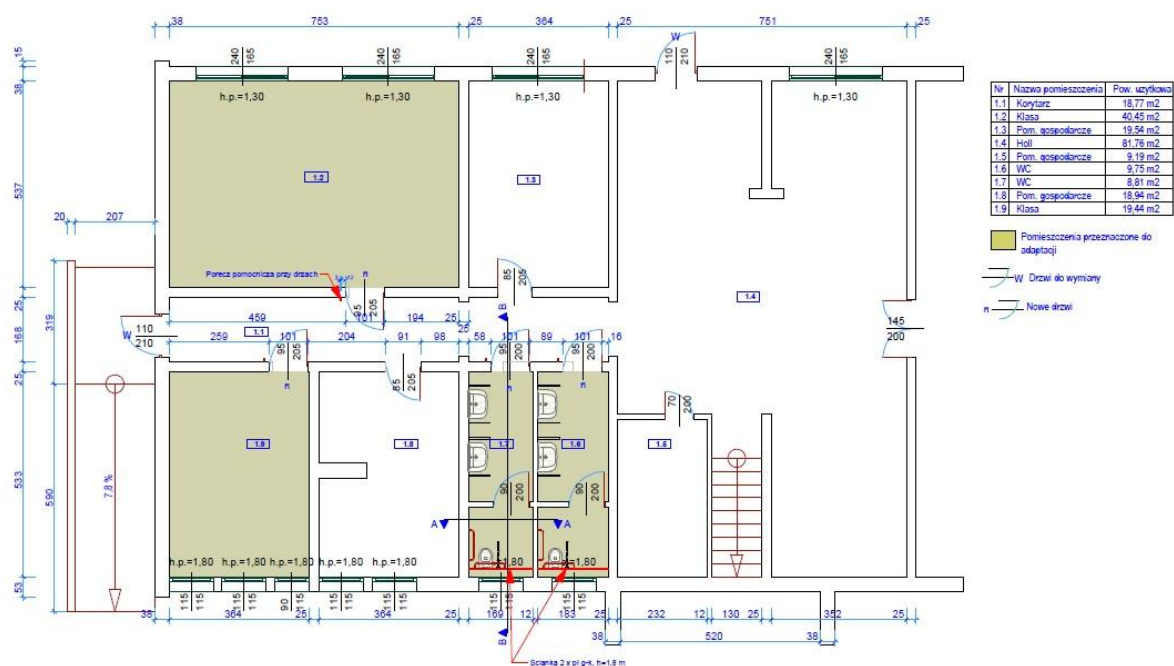 38 753 25 364 25 751 25
15
38
537
25
168
25
533
53
240 165
240 165
240 165
W
110 210
240 165
h.p.=1,30
h.p.=1,30
h.p.=1,30
h.p.=1,30
1.2
1.3
1.4
20 207
319
590
7,8 %
Porecz pomocnicza przy drzach
n
95 205
85 205
B
459 101 194 25
25
W
110 210
1.1
259 101 204 91 98 58 101 89 101 16
95 205
85 205
95 205
95 200
n
n
n
145 200
70 200
1.9
1.8
1.7
1.6
1.5
90 200
90 200
A A
h.p.=1,80
h.p.=1,80
h.p.=1,80
h.p.=1,80
h.p.=1,80
h.p.=1,80
115 115
115 115
90 115
115 115
115 115
115 115
115 115
38 364 25 364 25 169 12 183 25 232 12 130 25 352 25
38 520 38
B
Scianka 2 x pł g-k. h=1,8 m
Nr Nazwa pomieszczenia Pow. uzytkowa
1.1 Korytarz 18,77 m2
1.2 Klasa 40,45 m2
1.3 Pom. gospodarcze 19,54 m2
1.4 Holl 81,76 m2
1.5 Pom. gospodarcze 9,19 m2
1.6 WC 9,75 m2
1.7 WC 8,81 m2
1.8 Pom. gospodarcze 18,94 m2
1.9 Klasa 19,44 m2
Pomieszczenia przeznaczone do
adaptacji
W Drzwi do wymiany
n Nowe drzwi